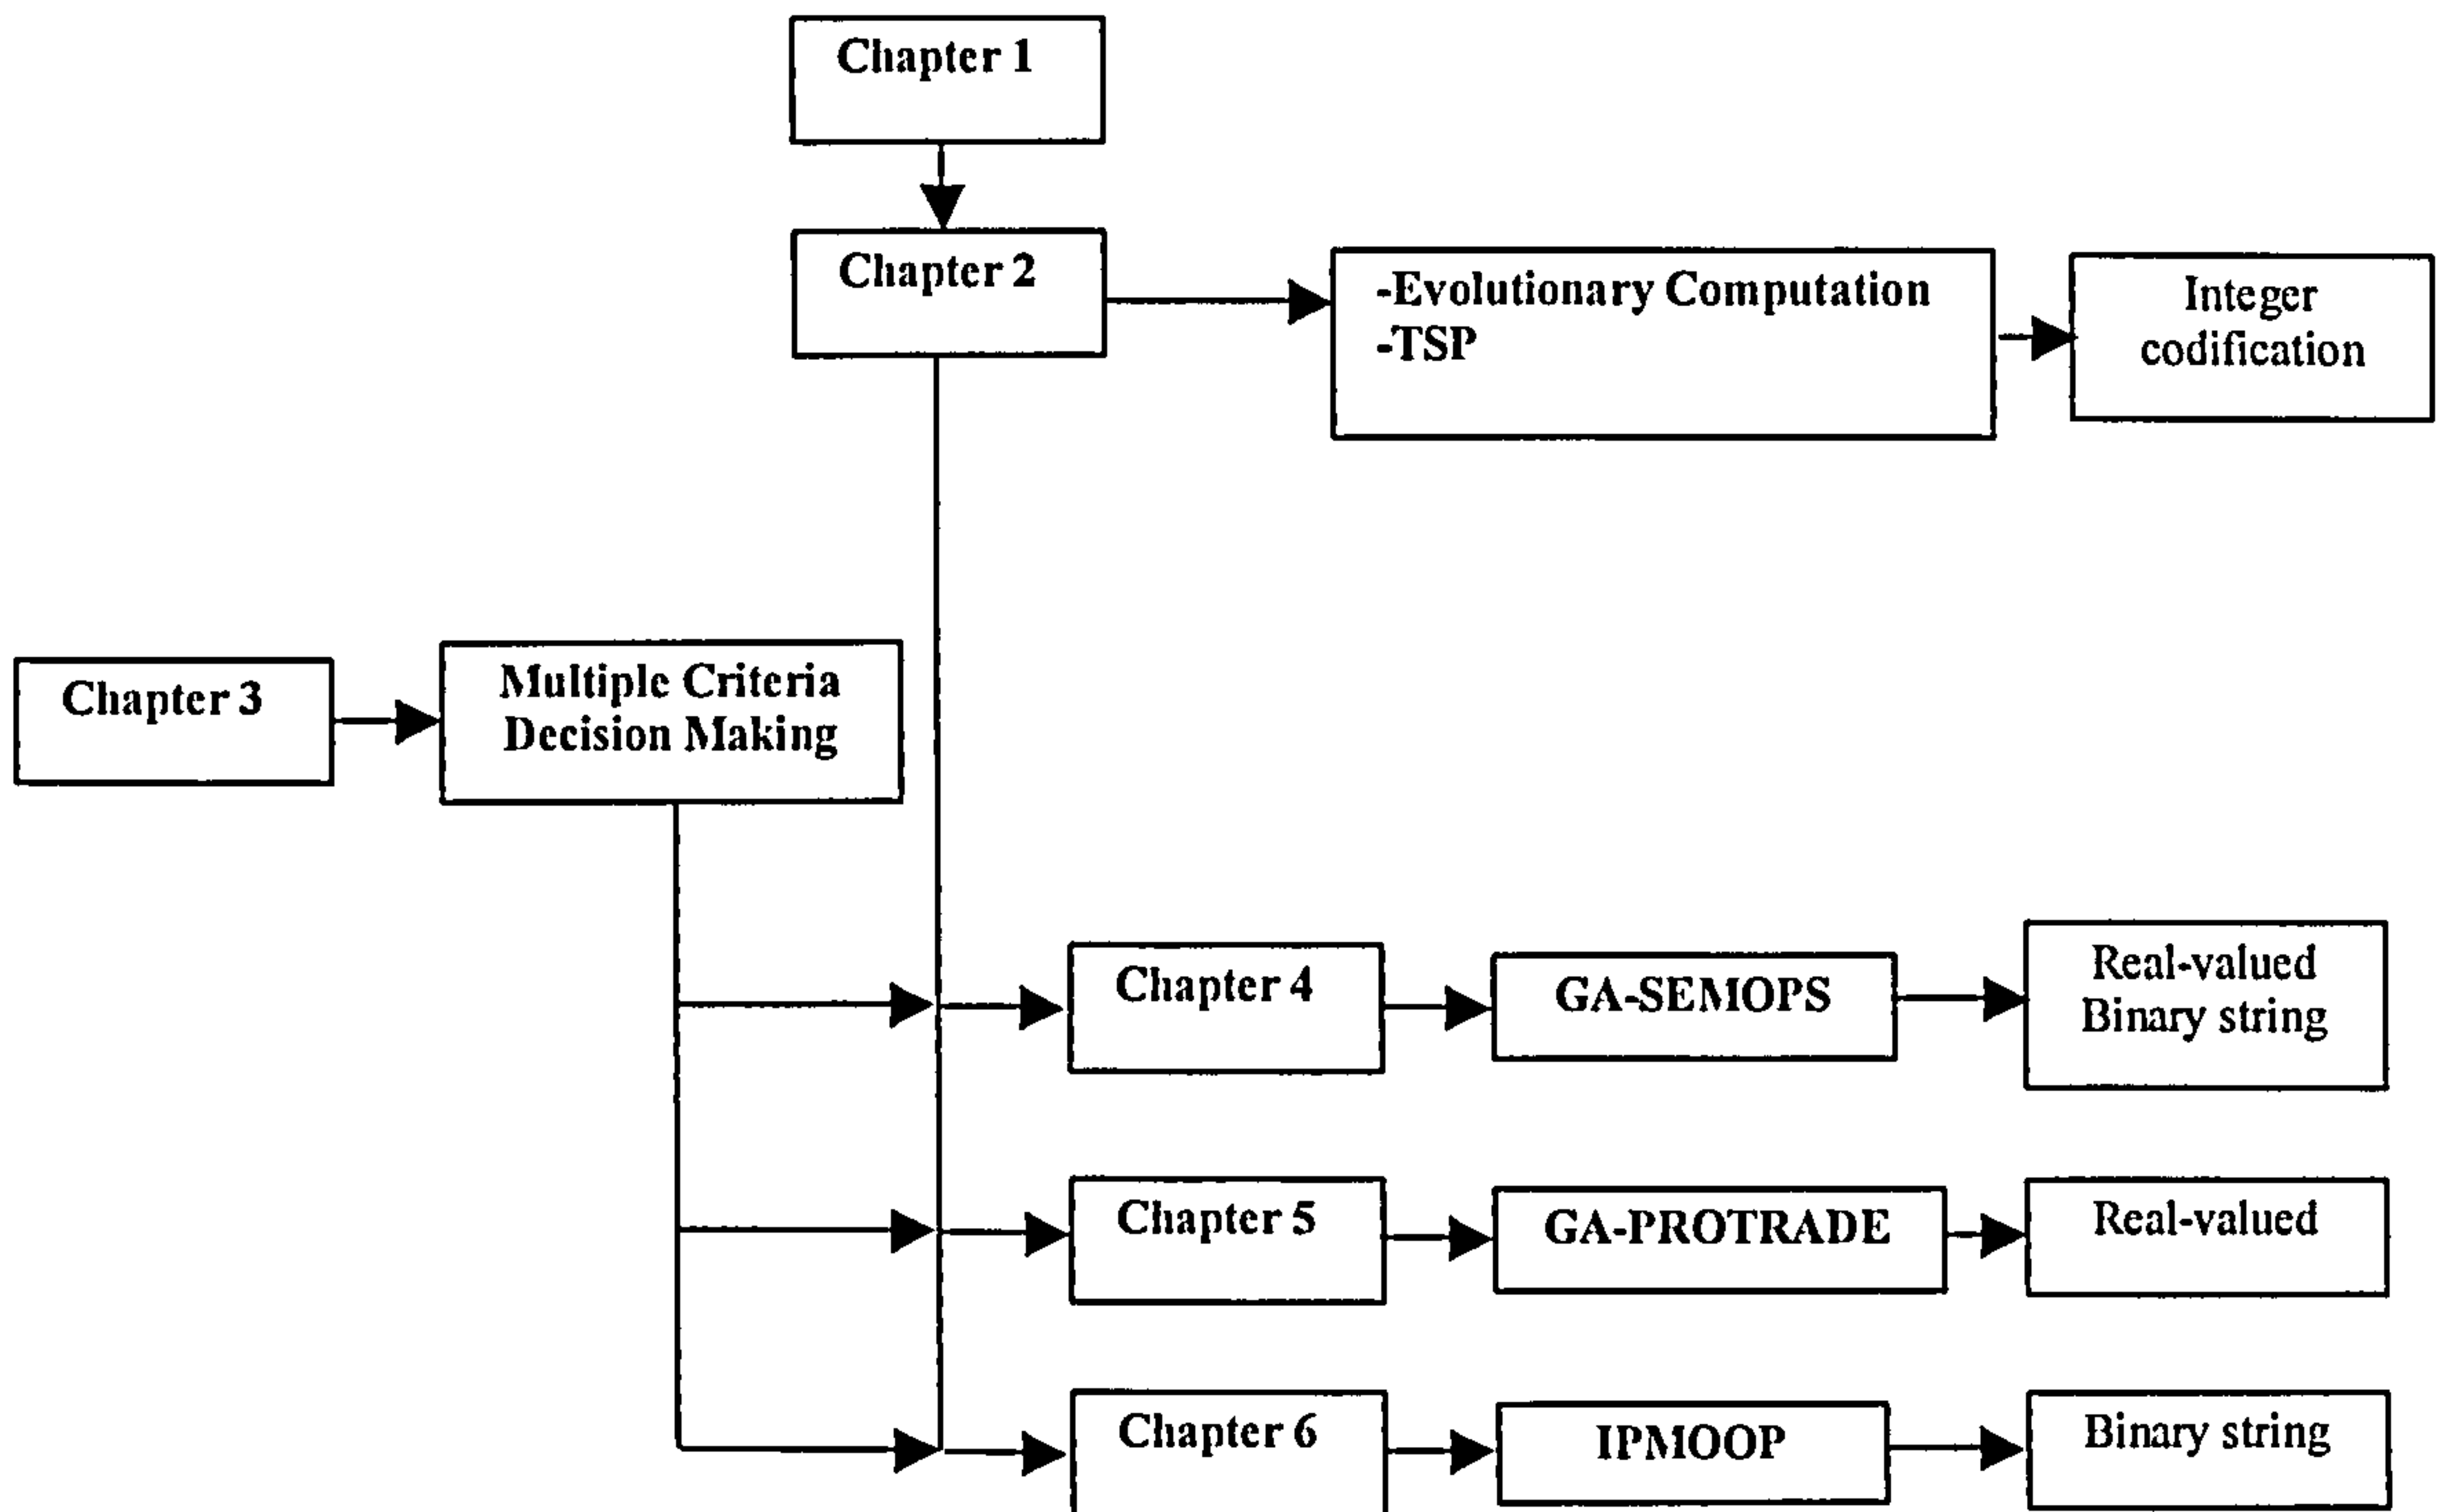 Chapter 1
Chapter 2
-Evolutionary Computation
-TSP
Integer
codification
Chapter 3
Multiple Criteria
Decision Making
Chapter 4
GA-SEMOPS
Real-valued
Binary string
Chapter 5
GA-PROTRADE
Real-valued
Chapter 6
IPMOOP
Binary string